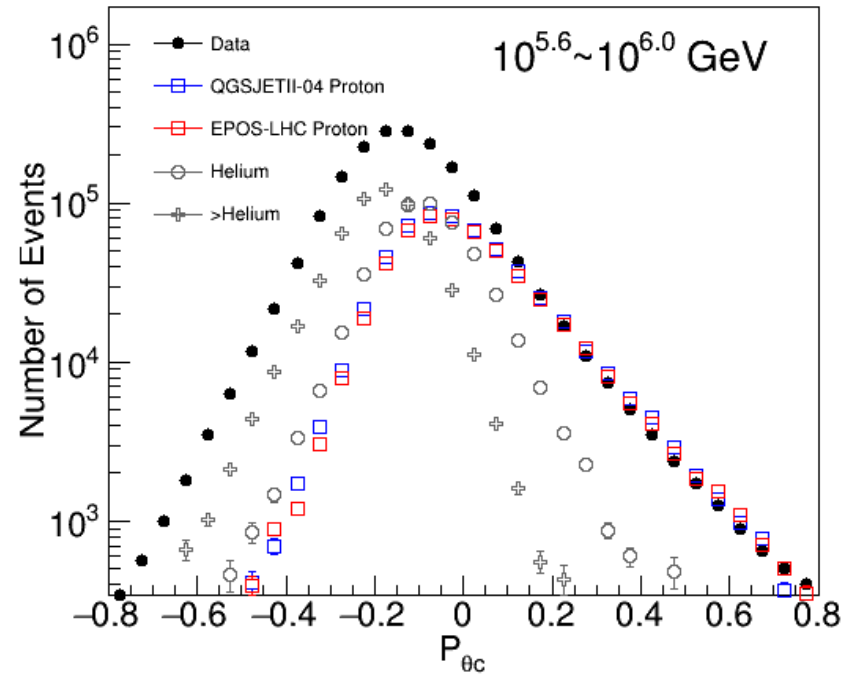 10^5.6~10^6.0 GeV
Data
QGSJETII-04 Proton
EPOS-LHC Proton
Helium
>Helium
Number of Events
10^6
10^5
10^4
10^3
−0.8 −0.6 −0.4 −0.2 0 0.2 0.4 0.6 0.8
P_θc